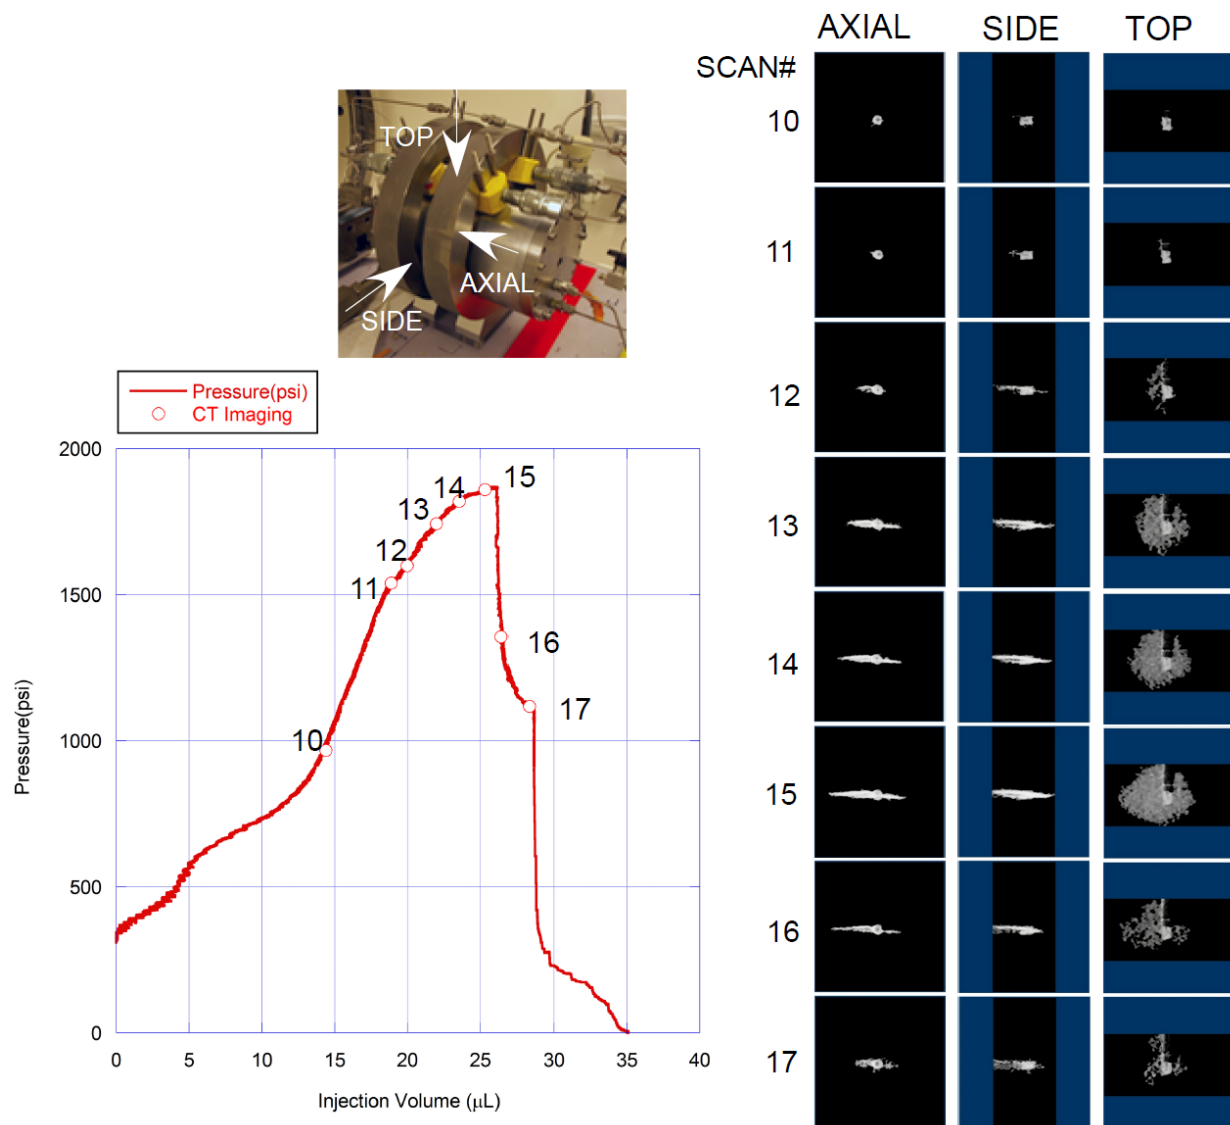 AXIAL SIDE TOP
SCAN#
10
11
12
13
14
15
16
17
TOP
AXIAL
SIDE
Pressure(psi)
CT Imaging
2000
1500
1000
500
0
Pressure(psi)
10
11
12
13
14
15
16
17
0 5 10 15 20 25 30 35 40
Injection Volume (μL)